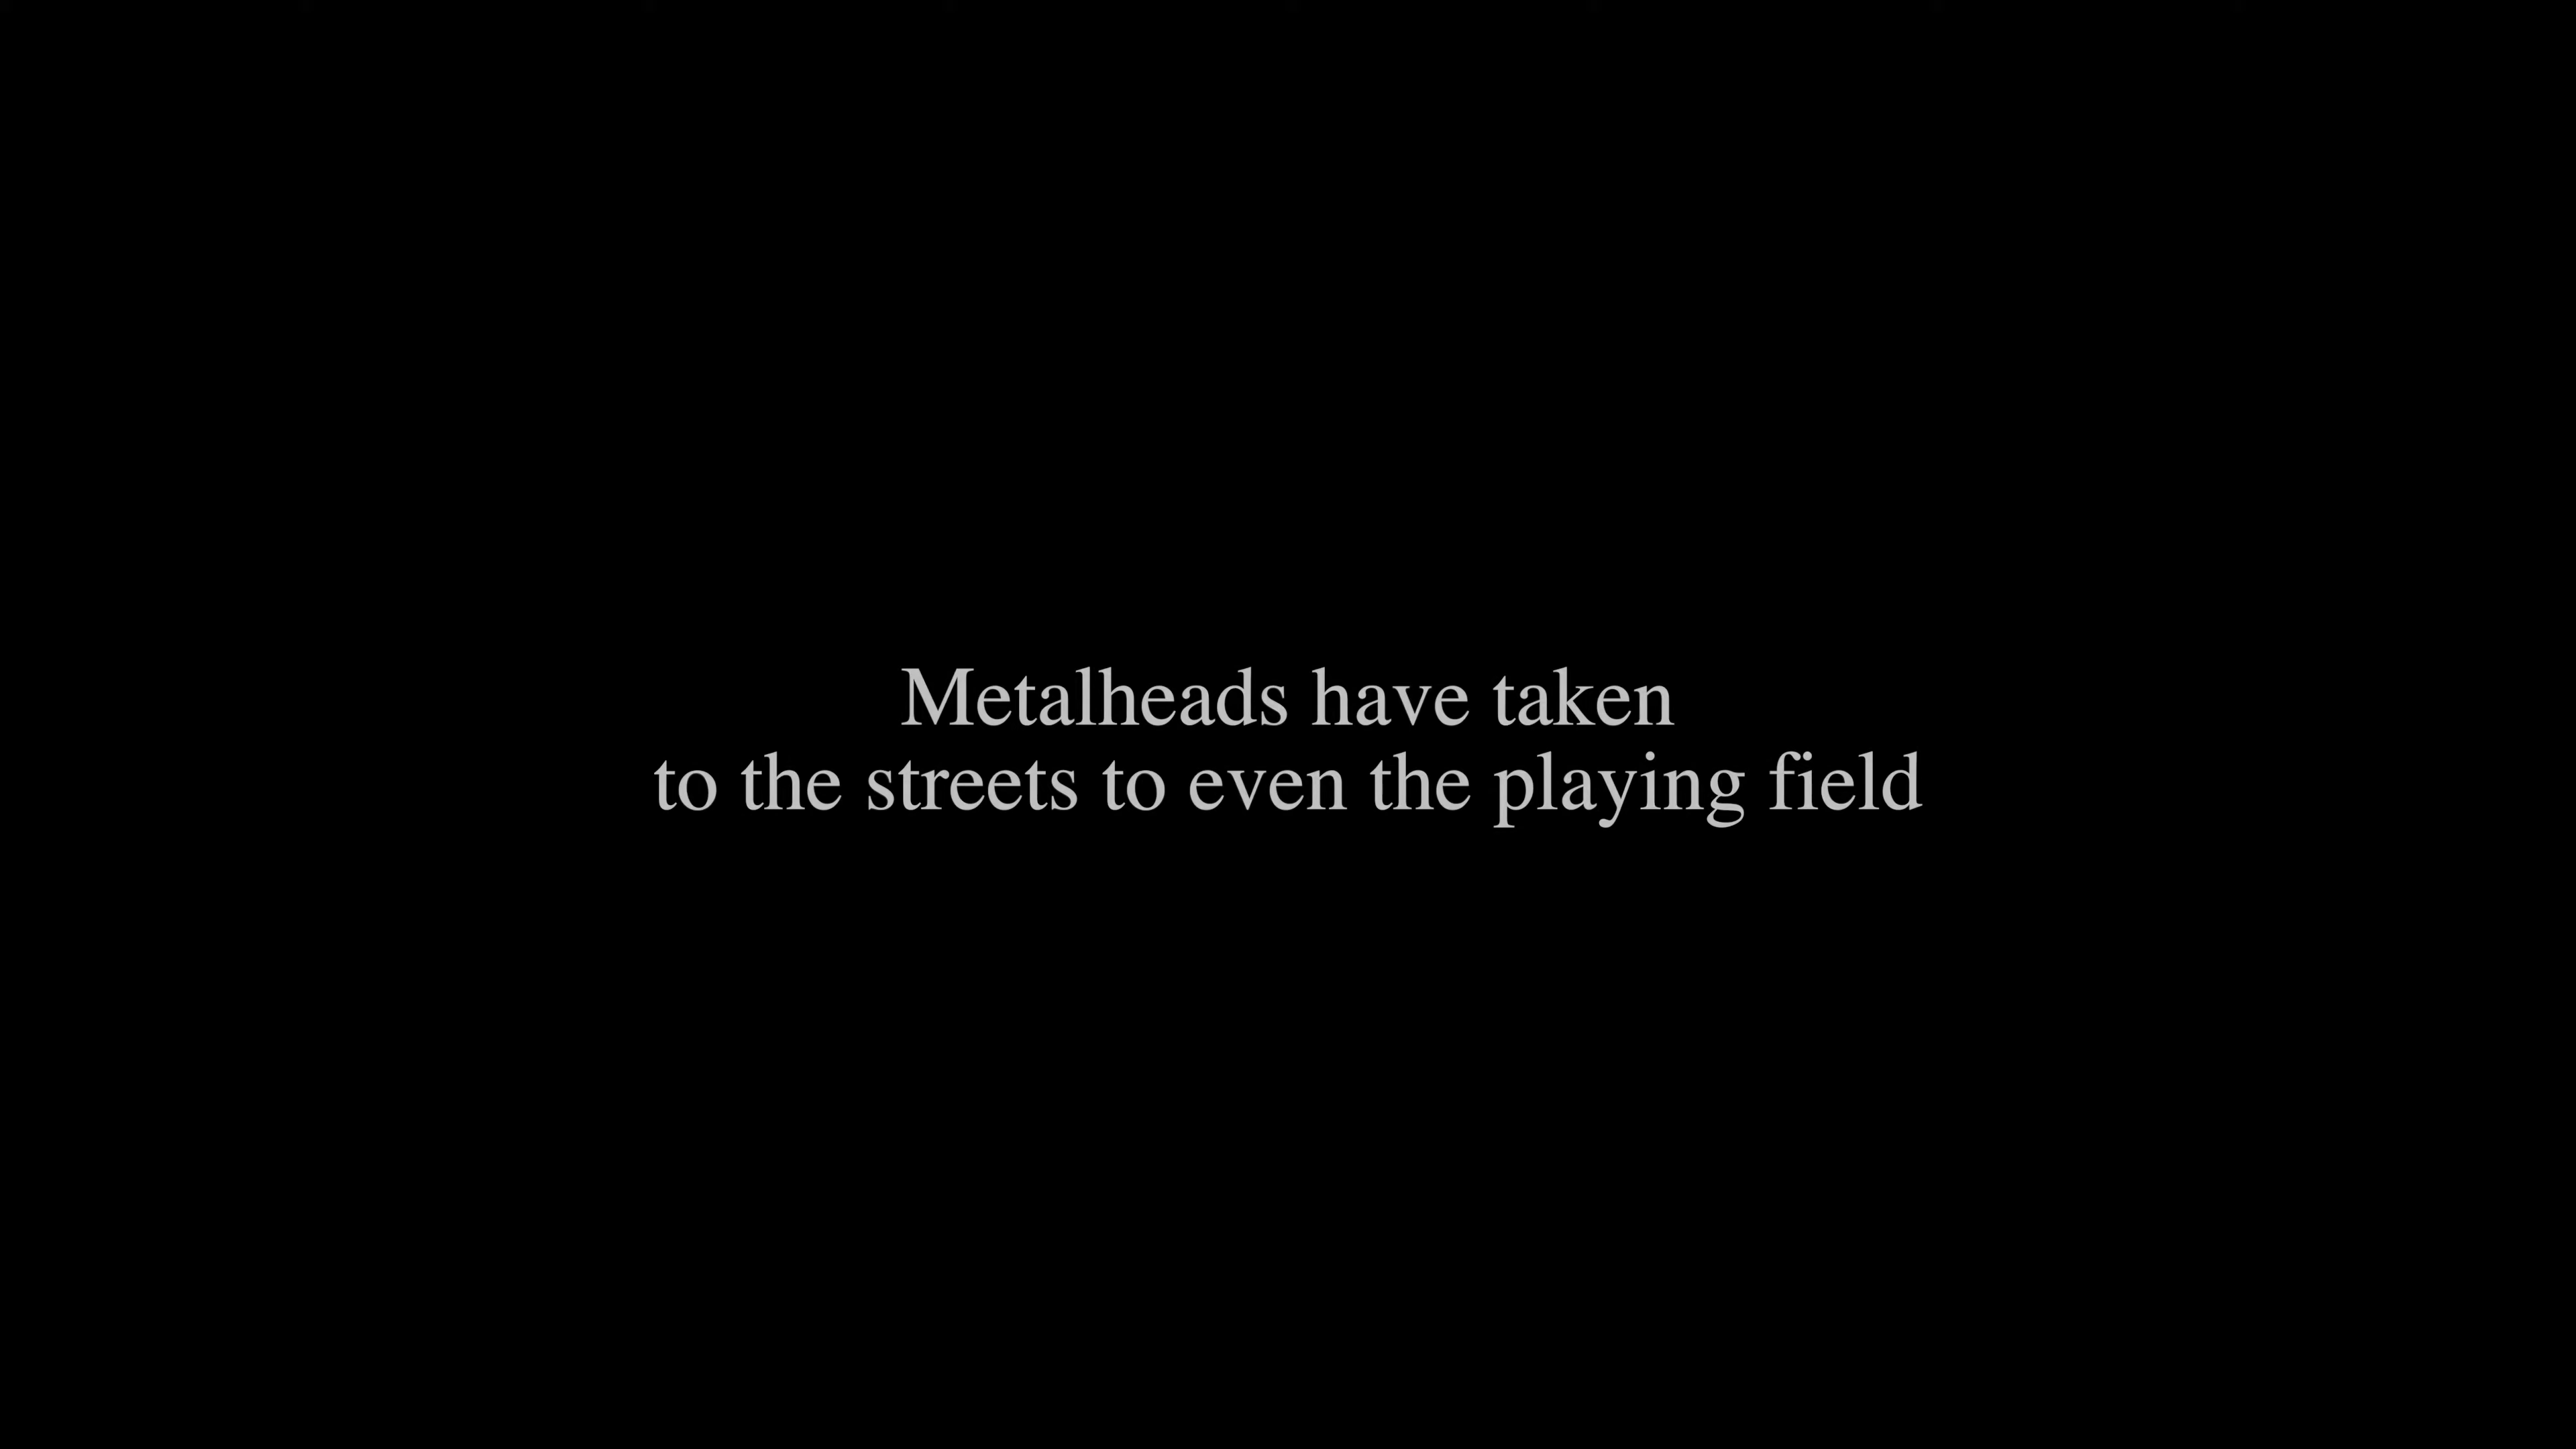 Metalheads have taken
to the streets to even the playing field